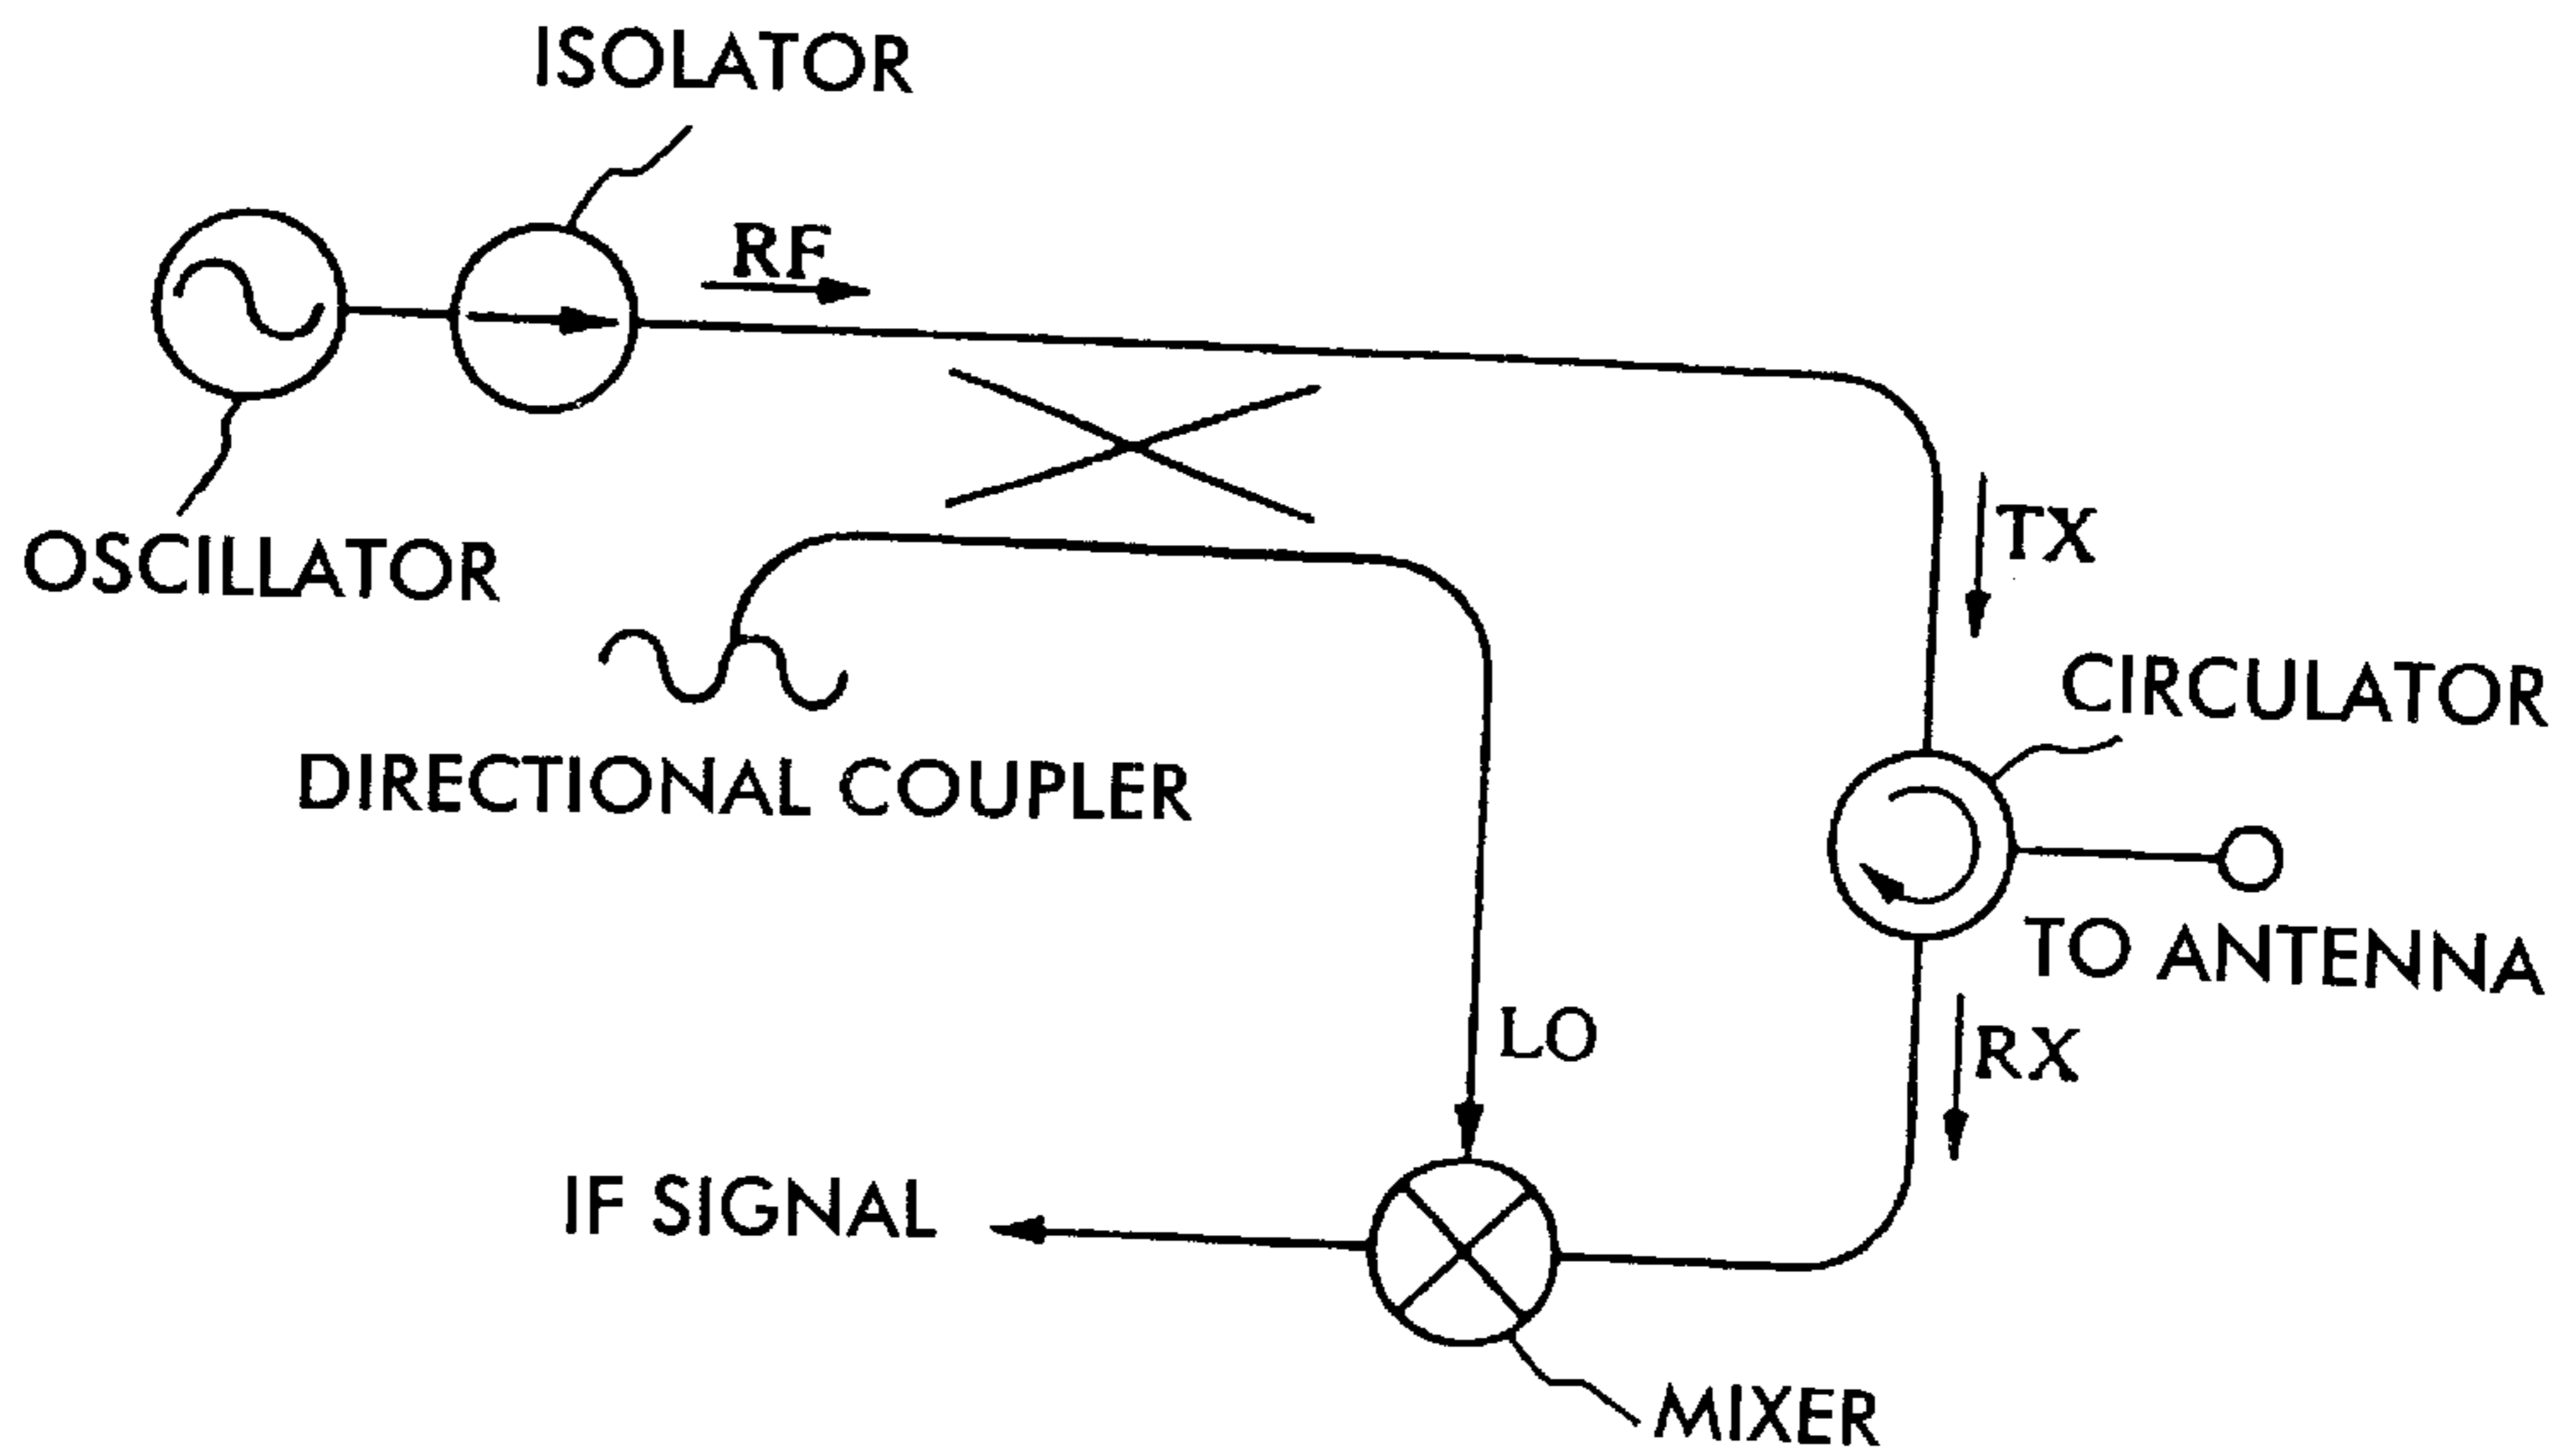 ISOLATOR
RF
OSCILLATOR
TX
CIRCULATOR
DIRECTIONAL COUPLER
TO ANTENNA
LO
RX
IF SIGNAL
MIXER